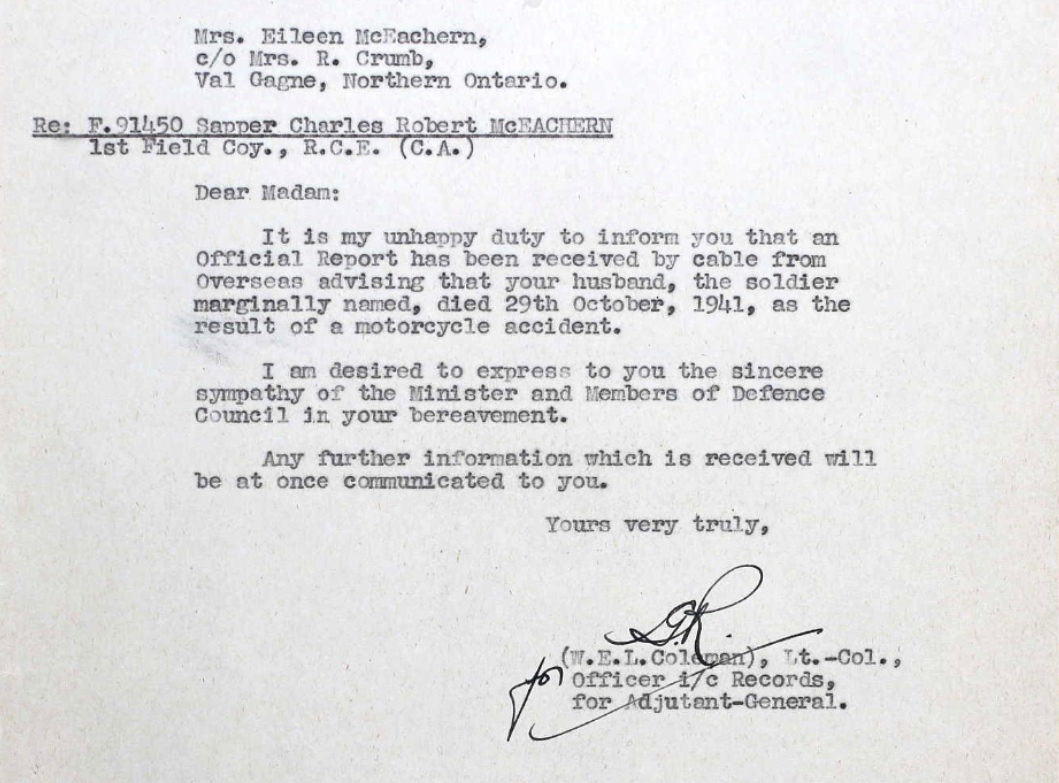 Mrs. Eileen McEachern,
c/o Mrs. R. Crumb,
Val Gagne, Northern Ontario.
Re: F.91450 Sapper Charles Robert McEACHERN
1st Field Coy., R.C.E. (C.A.)
Dear Madam:
It is my unhappy duty to inform you that an
Official Report has been received by cable from
Overseas advising that your husband, the soldier
marginally named, died 29th October, 1941, as the
result of a motorcycle accident.
I am desired to express to you the sincere
sympathy of the Minister and Members of Defence
Council in your bereavement.
Any further information which is received will
be at once communicated to you.
Yours very truly,
(W.E.L.Coleman), Lt.-Col.,
for Officer i/c Records,
for Adjutant-General.